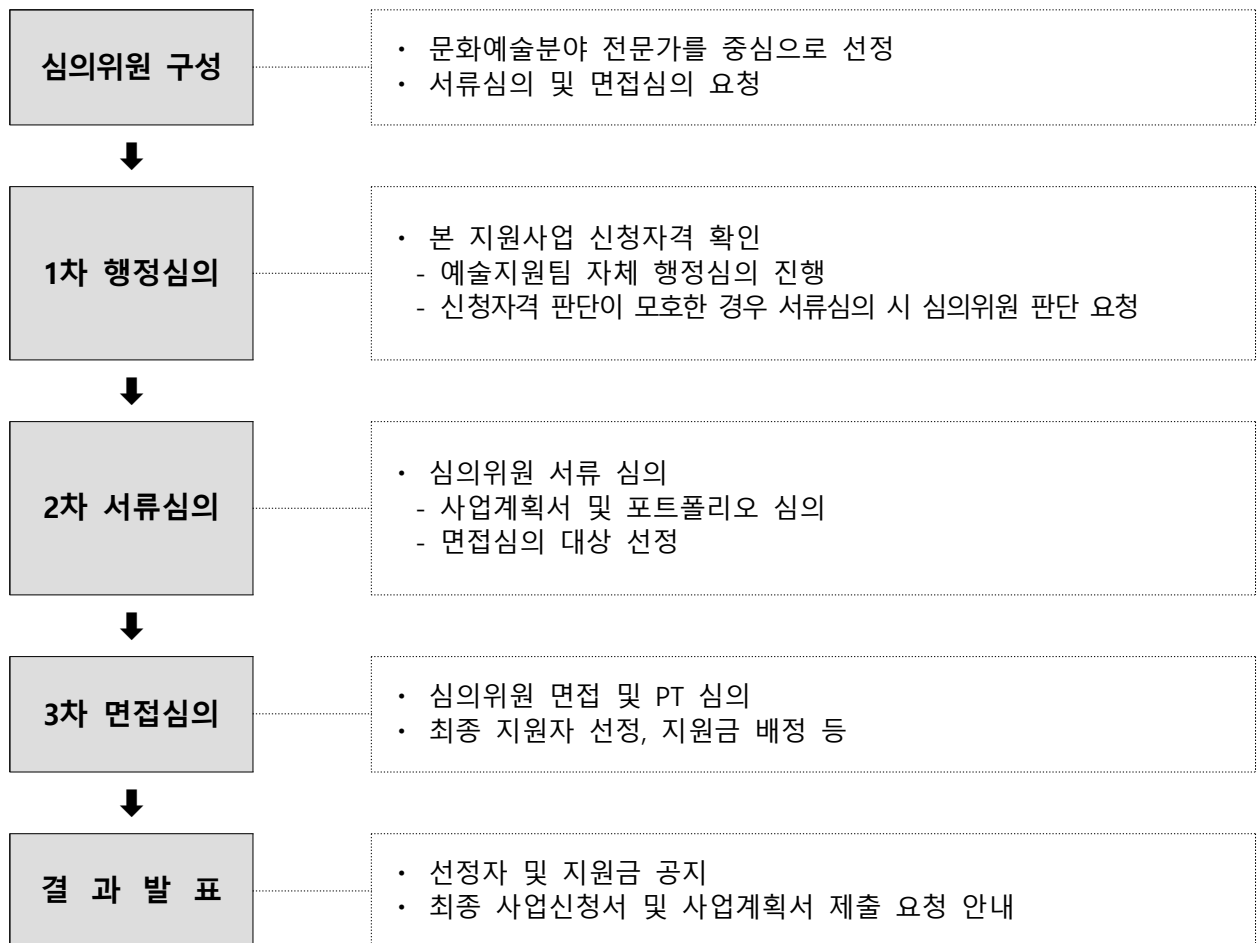 심의위원 구성
・ 문화예술분야 전문가를 중심으로 선정
・ 서류심의 및 면접심의 요청
1차 행정심의
・ 본 지원사업 신청자격 확인
- 예술지원팀 자체 행정심의 진행
- 신청자격 판단이 모호한 경우 서류심의 시 심의위원 판단 요청
2차 서류심의
・ 심의위원 서류 심의
- 사업계획서 및 포트폴리오 심의
- 면접심의 대상 선정
3차 면접심의
・ 심의위원 면접 및 PT 심의
・ 최종 지원자 선정, 지원금 배정 등
결 과 발 표
・ 선정자 및 지원금 공지
・ 최종 사업신청서 및 사업계획서 제출 요청 안내